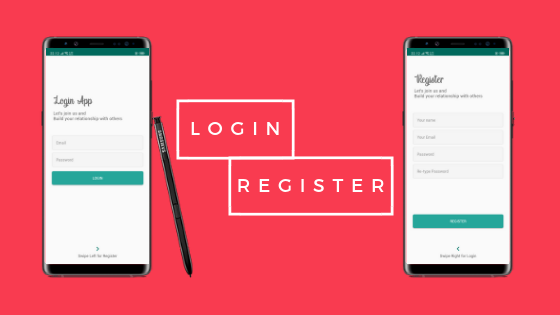 Login App
Let's join us and
Build your relationship with others.
Email
Password
LOGIN
Swipe Left for Register
SAMSUNG
LOGIN
REGISTER
Register
Let's join us and
Build your relationship with others.
Your name
Your Email
Password
Re-type Password
REGISTER
Swipe Right for Login